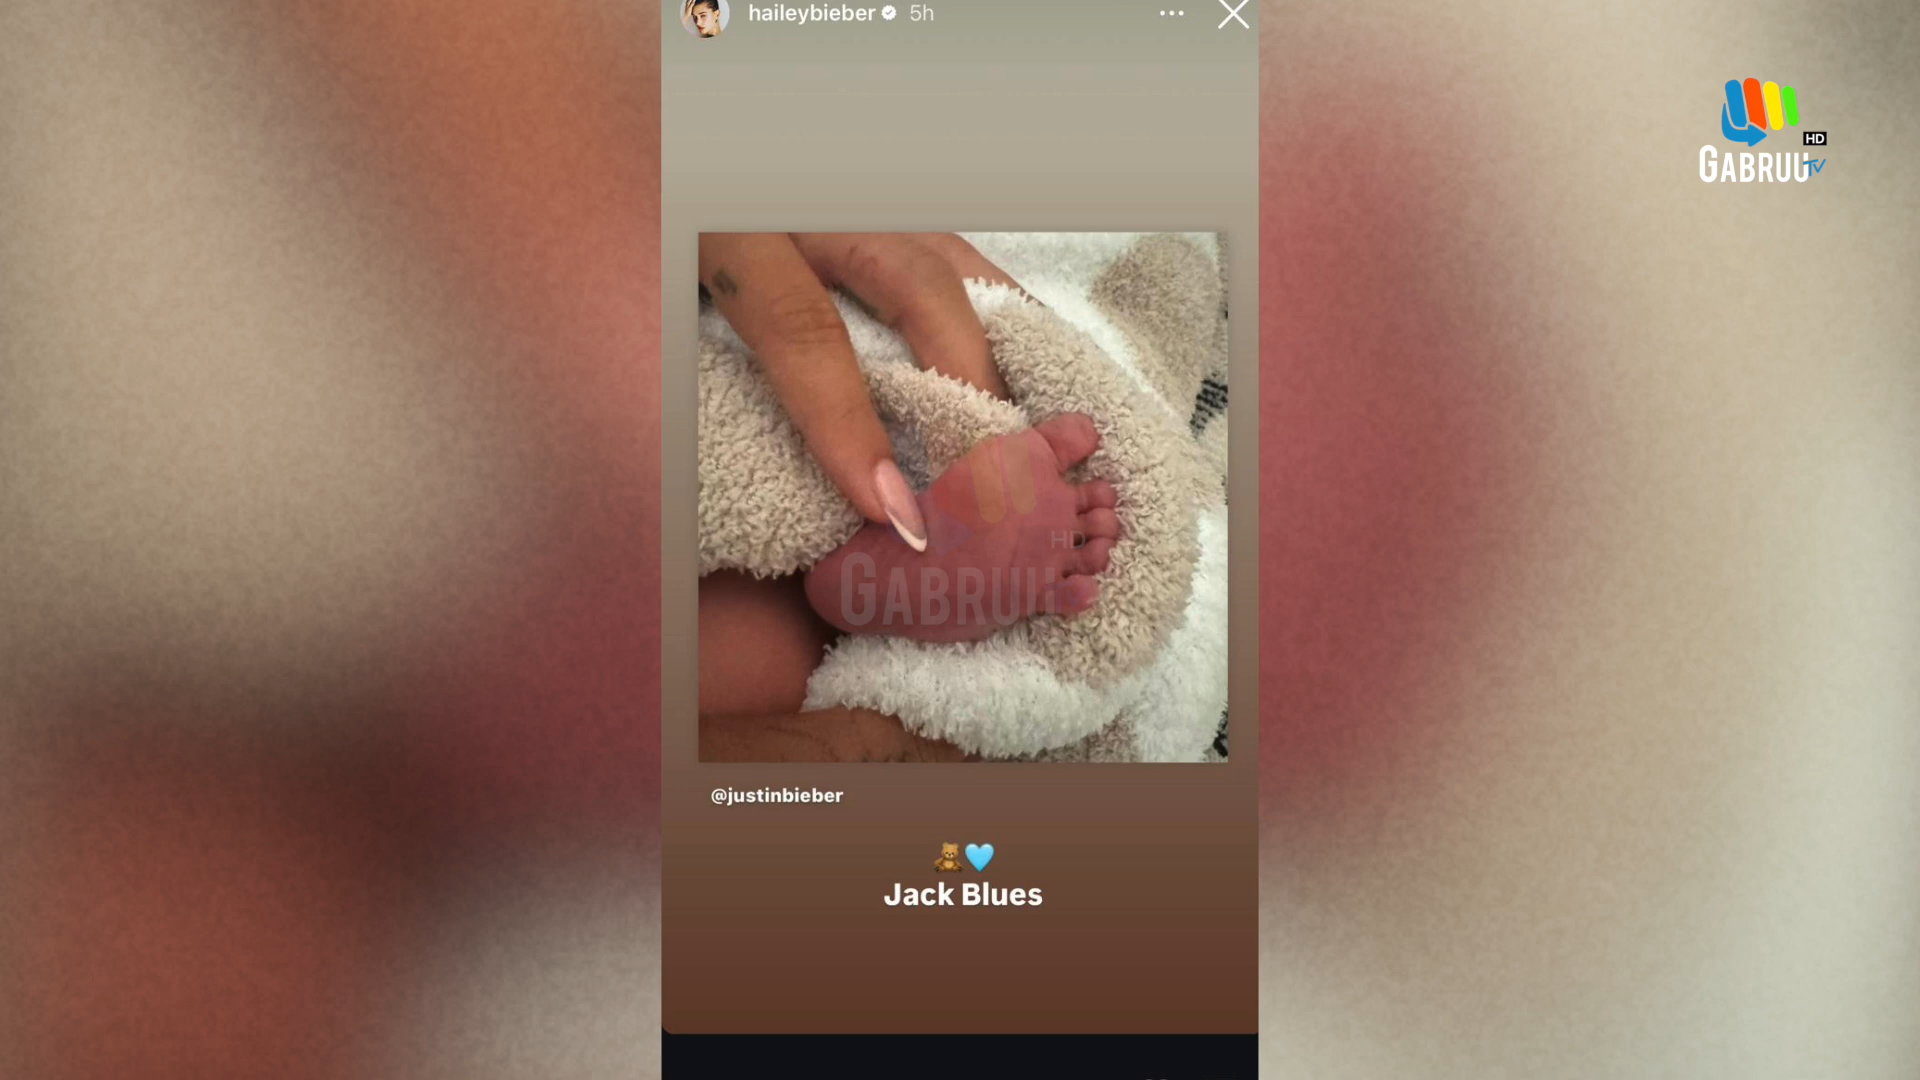 haileybieber 5h
HD
GABRUU TV
HD
GABRUU
@justinbieber
🧸🩵
Jack Blues